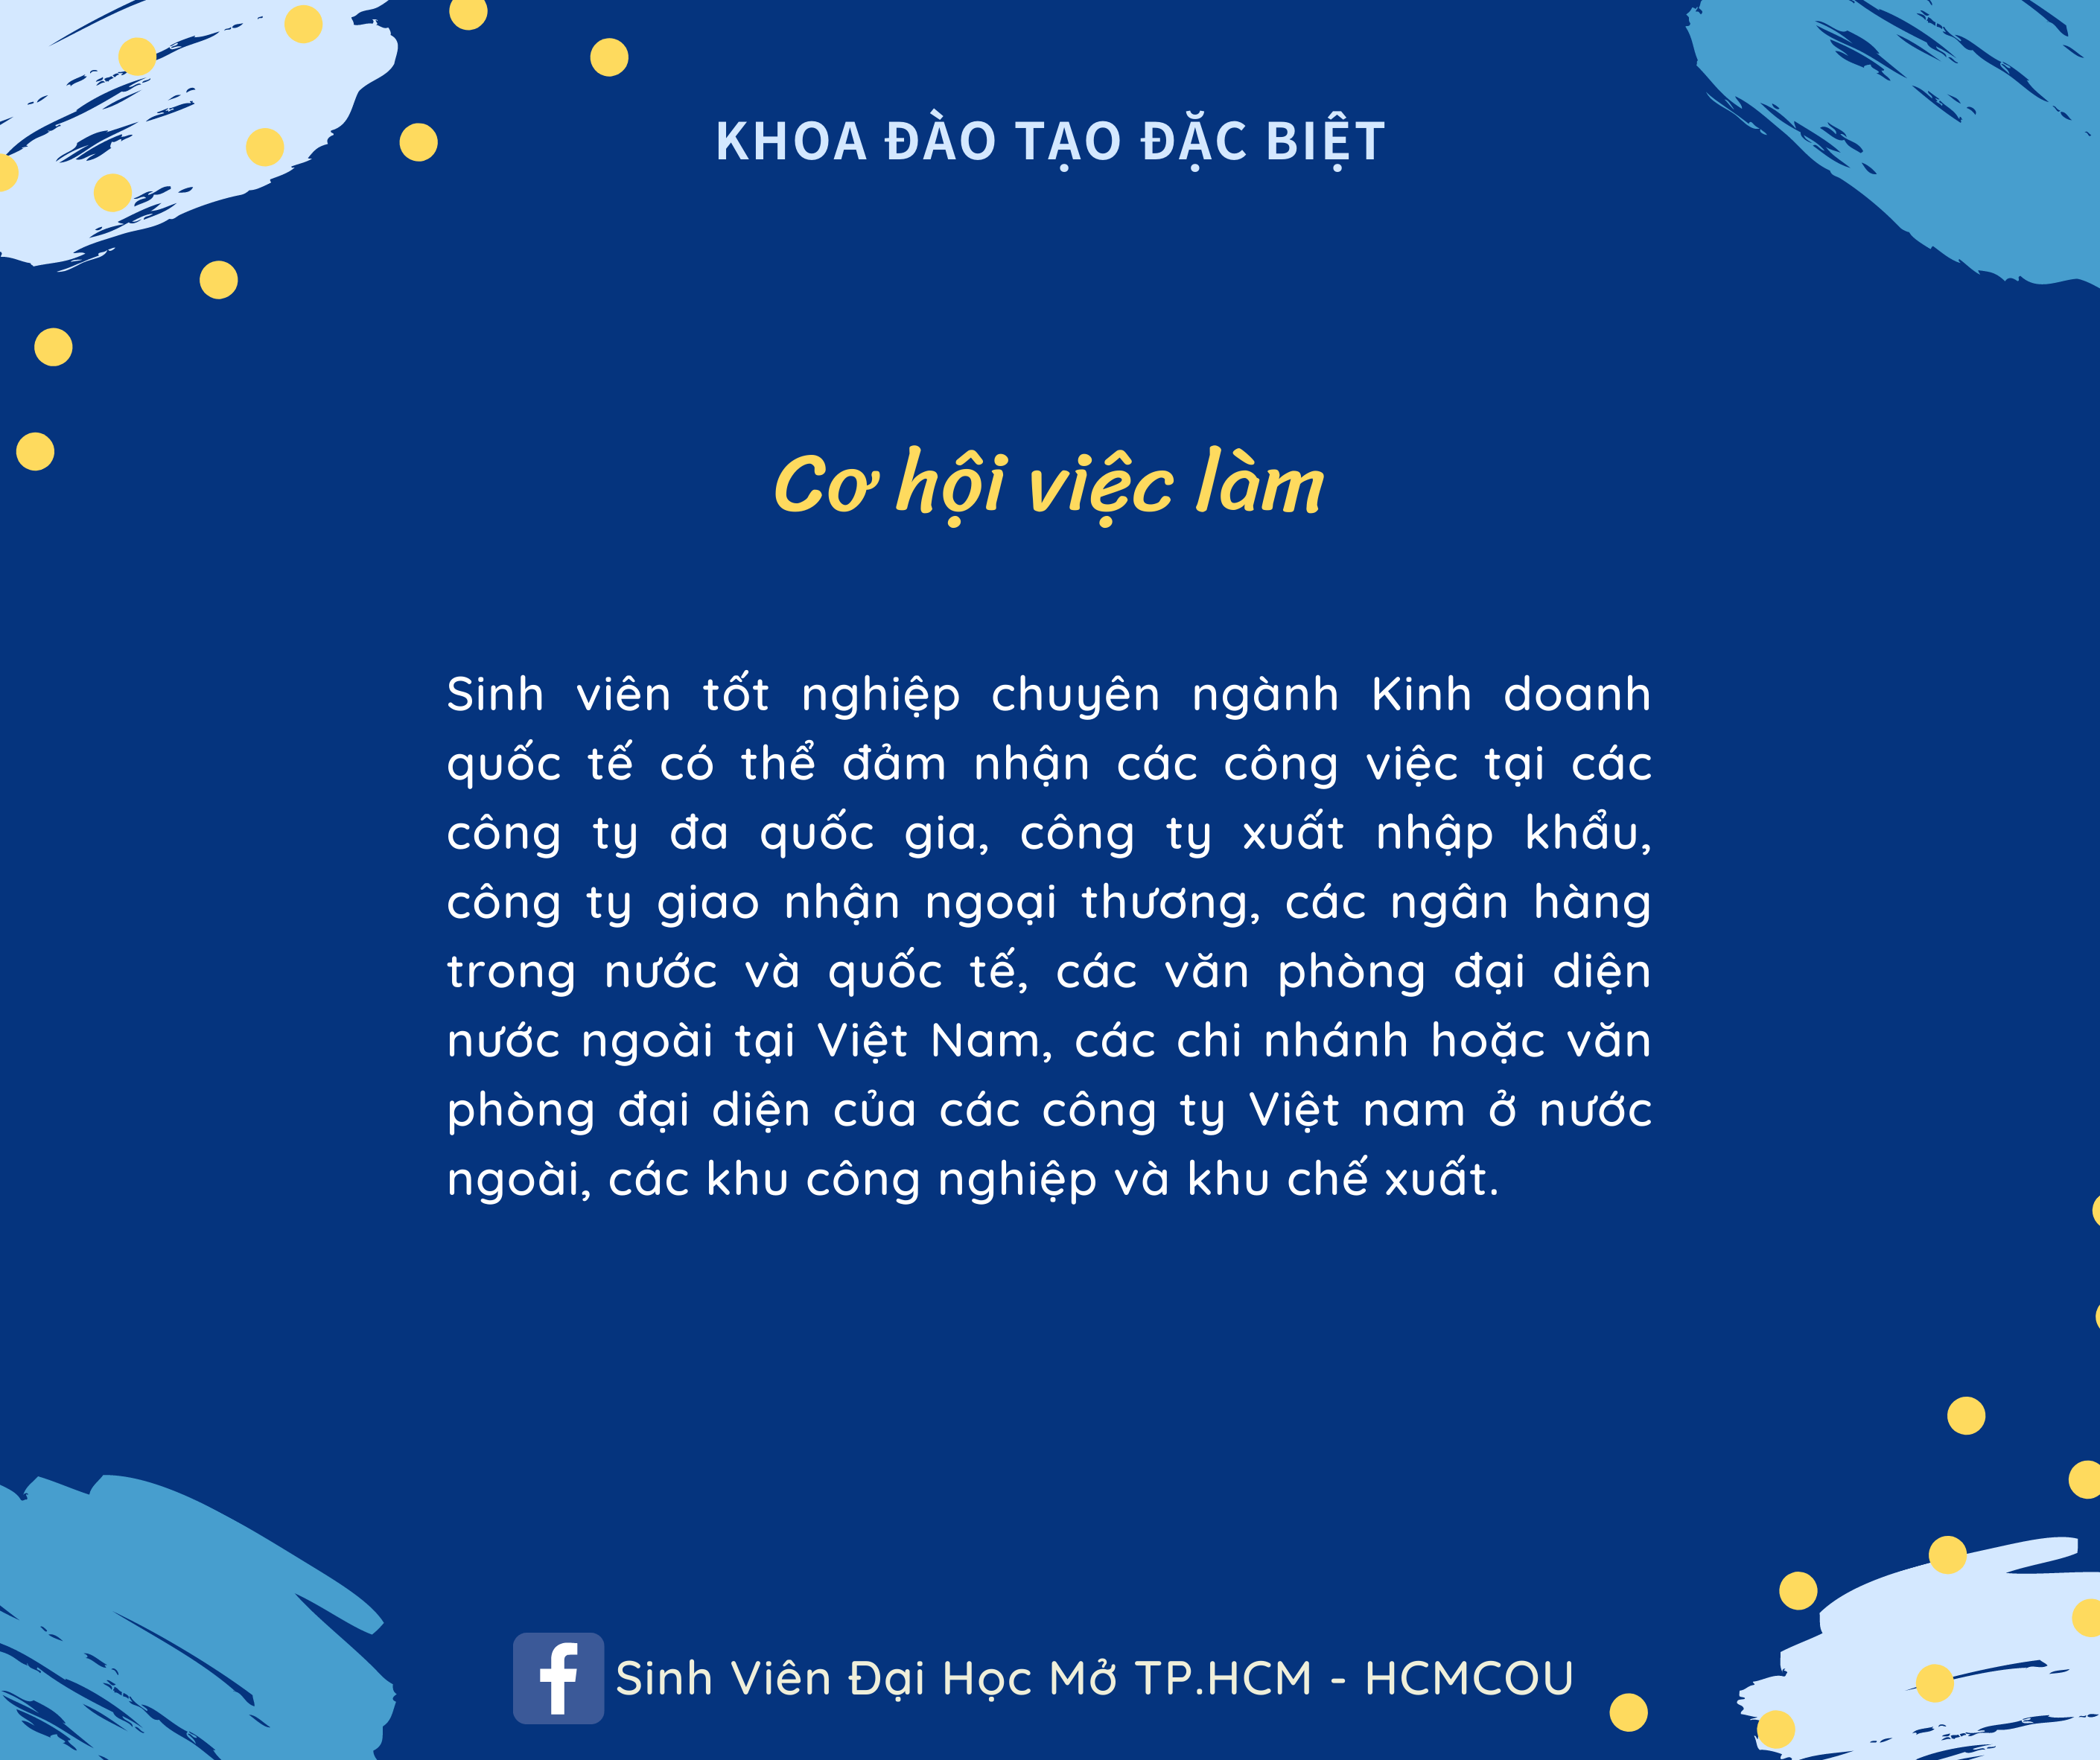 KHOA ĐÀO TẠO ĐẶC BIỆT
Cơ hội việc làm
Sinh viên tốt nghiệp chuyên ngành Kinh doanh
quốc tế có thể đảm nhận các công việc tại các
công ty đa quốc gia, công ty xuất nhập khẩu,
công ty giao nhận ngoại thương, các ngân hàng
trong nước và quốc tế, các văn phòng đại diện
nước ngoài tại Việt Nam, các chi nhánh hoặc văn
phòng đại diện của các công ty Việt nam ở nước
ngoài, các khu công nghiệp và khu chế xuất.
Sinh Viên Đại Học Mở TP.HCM - HCMCOU